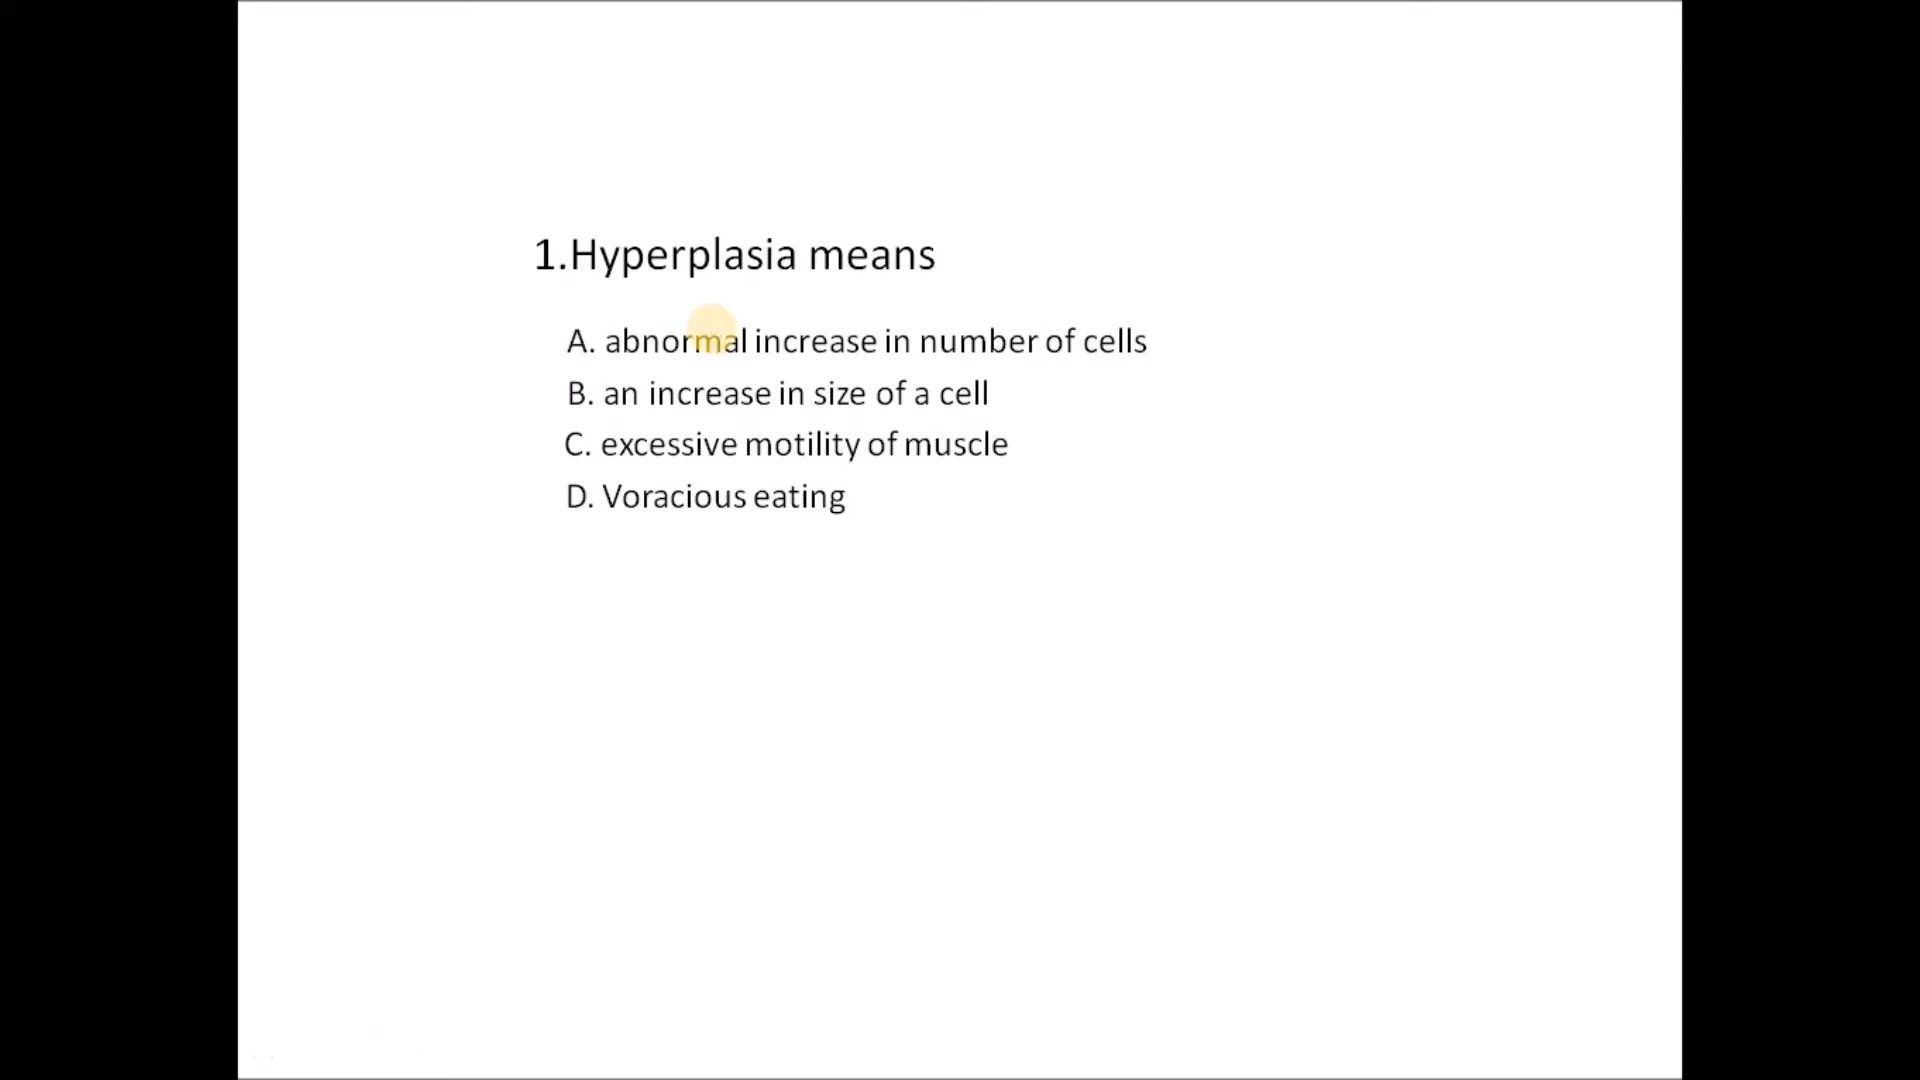 1.Hyperplasia means
A. abnormal increase in number of cells
B. an increase in size of a cell
C. excessive motility of muscle
D. Voracious eating